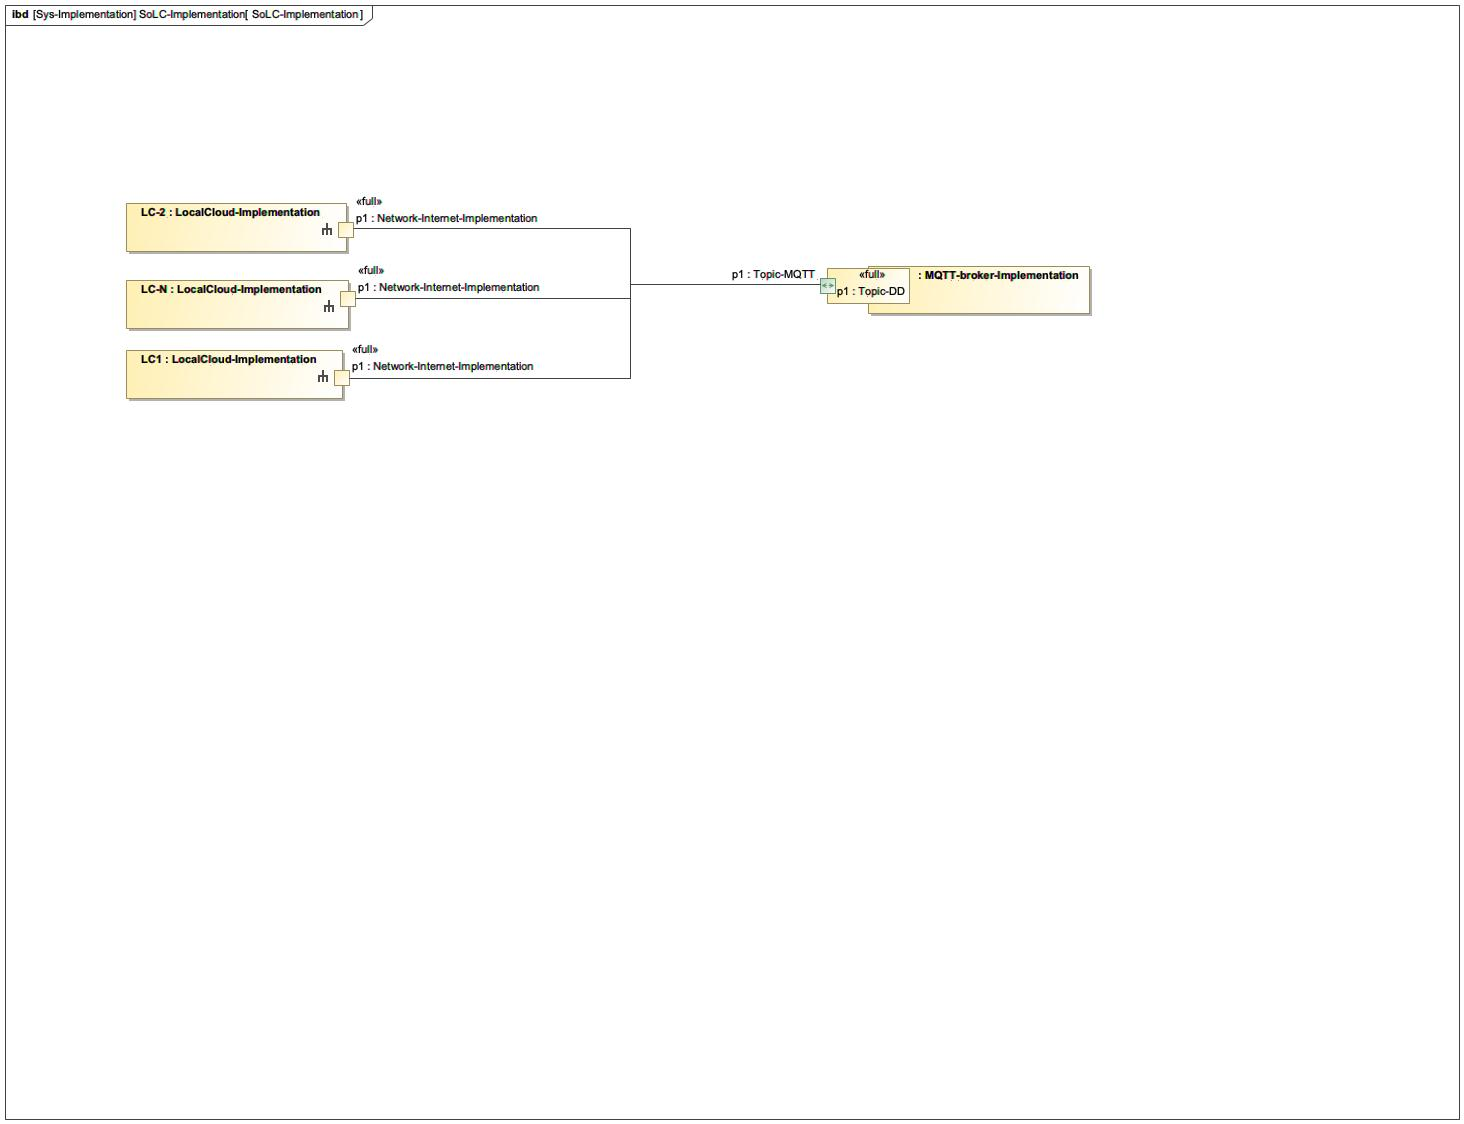 ibd [Sys-Implementation] SoLC-Implementation[ SoLC-Implementation ]
LC-2 : LocalCloud-Implementation
«full»
p1 : Network-Internet-Implementation
LC-N : LocalCloud-Implementation
«full»
p1 : Network-Internet-Implementation
LC1 : LocalCloud-Implementation
«full»
p1 : Network-Internet-Implementation
p1 : Topic-MQTT
«full»
p1 : Topic-DD
: MQTT-broker-Implementation